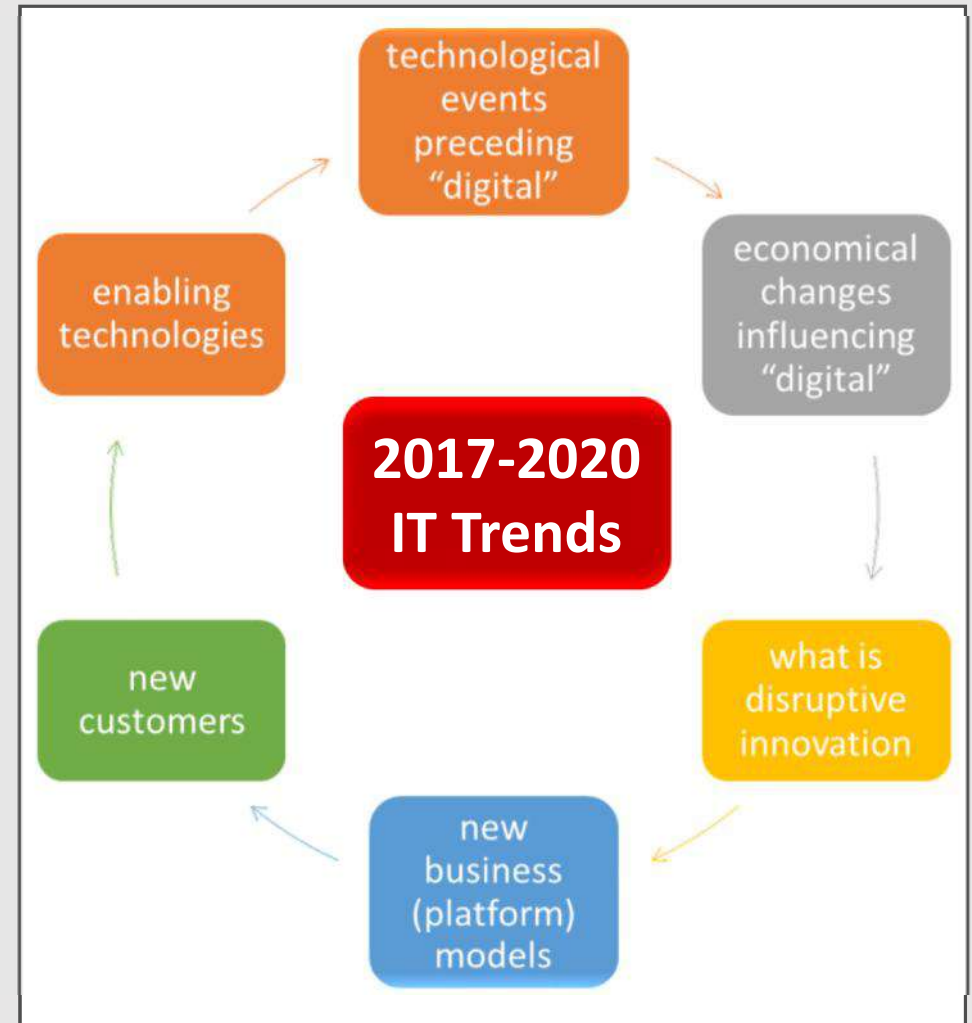 technological
events
preceding
“digital”
economical
changes
influencing
“digital”
enabling
technologies
2017-2020
IT Trends
what is
disruptive
innovation
new
customers
new
business
(platform)
models